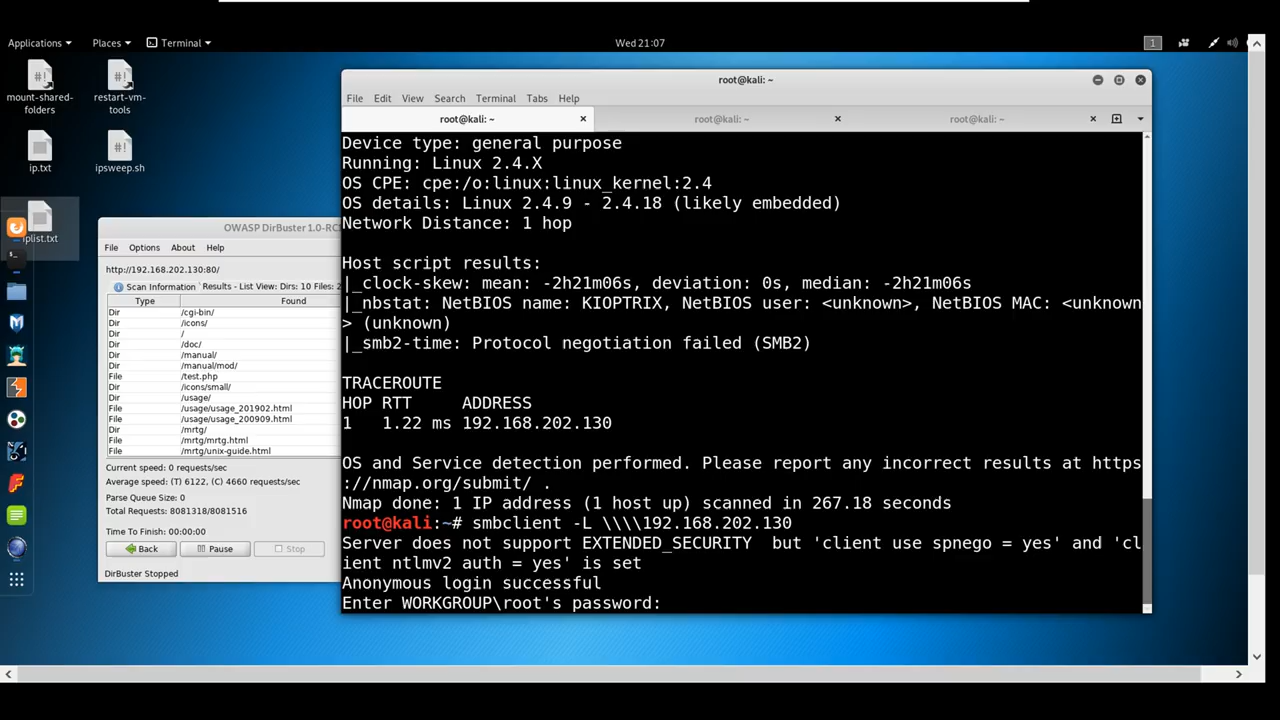 Applications Places Terminal Wed 21:07 1
mount-shared-folders
restart-vm-tools
ip.txt
ipsweep.sh
iplist.txt
OWASP DirBuster 1.0-RC
File Options About Help
http://192.168.202.130:80/
Scan Information Results - List View: Dirs: 10 Files:
Type Found
Dir /cgi-bin/
Dir /icons/
Dir /
Dir /doc/
Dir /manual/
Dir /manual/mod/
File /test.php
Dir /icons/small/
Dir /usage/
File /usage/usage_201902.html
File /usage/usage_200909.html
Dir /mrtg/
File /mrtg/mrtg.html
File /mrtg/unix-guide.html
Current speed: 0 requests/sec
Average speed: (T) 6122, (C) 4660 requests/sec
Parse Queue Size: 0
Total Requests: 8081318/8081516
Time To Finish: 00:00:00
Back Pause Stop
DirBuster Stopped
root@kali: ~
File Edit View Search Terminal Tabs Help
root@kali: ~ root@kali: ~ root@kali: ~
Device type: general purpose
Running: Linux 2.4.X
OS CPE: cpe:/o:linux:linux_kernel:2.4
OS details: Linux 2.4.9 - 2.4.18 (likely embedded)
Network Distance: 1 hop
Host script results:
|_clock-skew: mean: -2h21m06s, deviation: 0s, median: -2h21m06s
|_nbstat: NetBIOS name: KIOPTRIX, NetBIOS user: <unknown>, NetBIOS MAC: <unknown
> (unknown)
|_smb2-time: Protocol negotiation failed (SMB2)
TRACEROUTE
HOP RTT ADDRESS
1 1.22 ms 192.168.202.130
OS and Service detection performed. Please report any incorrect results at https
://nmap.org/submit/ .
Nmap done: 1 IP address (1 host up) scanned in 267.18 seconds
root@kali:~# smbclient -L \\\\192.168.202.130
Server does not support EXTENDED_SECURITY  but 'client use spnego = yes' and 'cl
ient ntlmv2 auth = yes' is set
Anonymous login successful
Enter WORKGROUP\root's password: